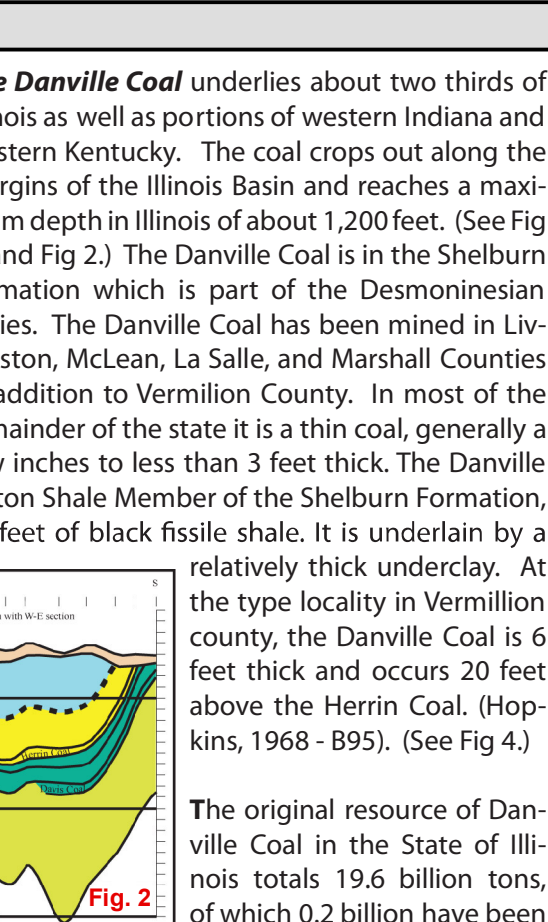 e Danville Coal underlies about two thirds of
nois as well as portions of western Indiana and
stern Kentucky. The coal crops out along the
rgins of the Illinois Basin and reaches a maxi-
m depth in Illinois of about 1,200 feet. (See Fig
and Fig 2.) The Danville Coal is in the Shelburn
mation which is part of the Desmoninesian
ies. The Danville Coal has been mined in Liv-
ston, McLean, La Salle, and Marshall Counties
addition to Vermilion County. In most of the
mainder of the state it is a thin coal, generally a
w inches to less than 3 feet thick. The Danville
ton Shale Member of the Shelburn Formation,
feet of black fissile shale. It is underlain by a
relatively thick underclay. At
the type locality in Vermillion
county, the Danville Coal is 6
feet thick and occurs 20 feet
above the Herrin Coal. (Hop-
kins, 1968 - B95). (See Fig 4.)
The original resource of Dan-
ville Coal in the State of Illi-
nois totals 19.6 billion tons,
of which 0.2 billion have been
S
with W-E section
Herrin Coal
Davis Coal
Fig. 2